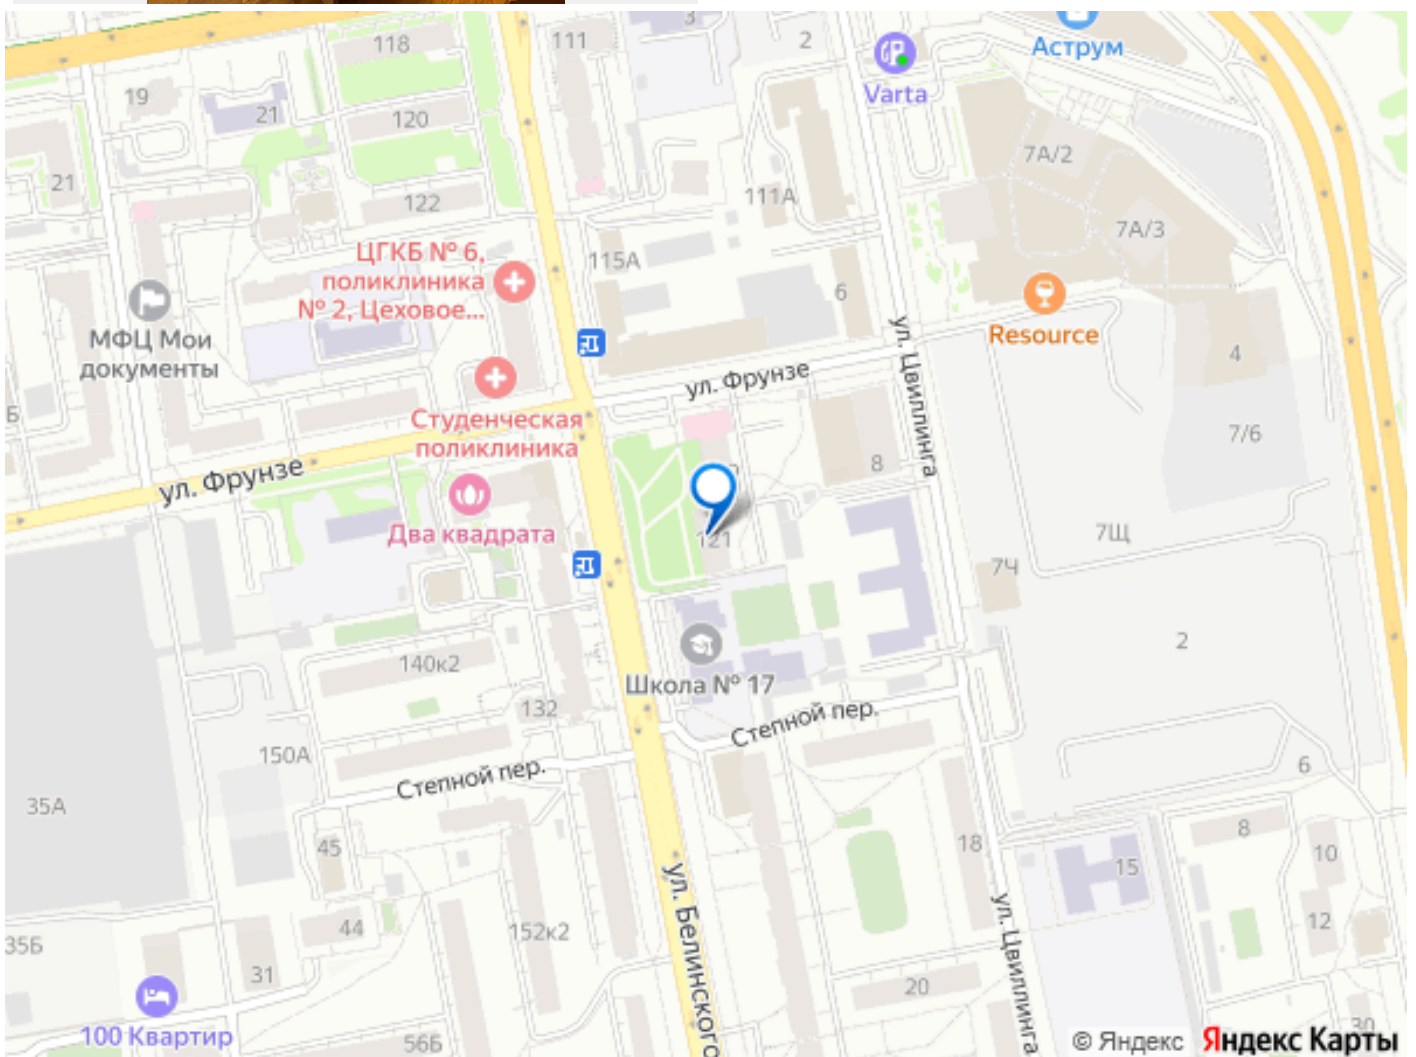 3
118
111
2
Аструм
Varta
19
21
120
7А/2
21
122
111А
7А/3
ЦГКБ № 6,
поликлиника
№ 2, Цеховое...
115А
6
МФЦ Мои
документы
Resource
ул. Цвиллинга
4
ул. Фрунзе
Студенческая
поликлиника
7/6
8
ул. Фрунзе
Два квадрата
121
7Щ
7Ч
2
140к2
Школа № 17
132
Степной пер.
150А
Степной пер.
6
35А
45
18
8
15
10
ул. Белинского
44
152к2
ул. Цвиллинга
12
35Б
31
20
100 Квартир
56Б
30
© Яндекс Яндекс Карты